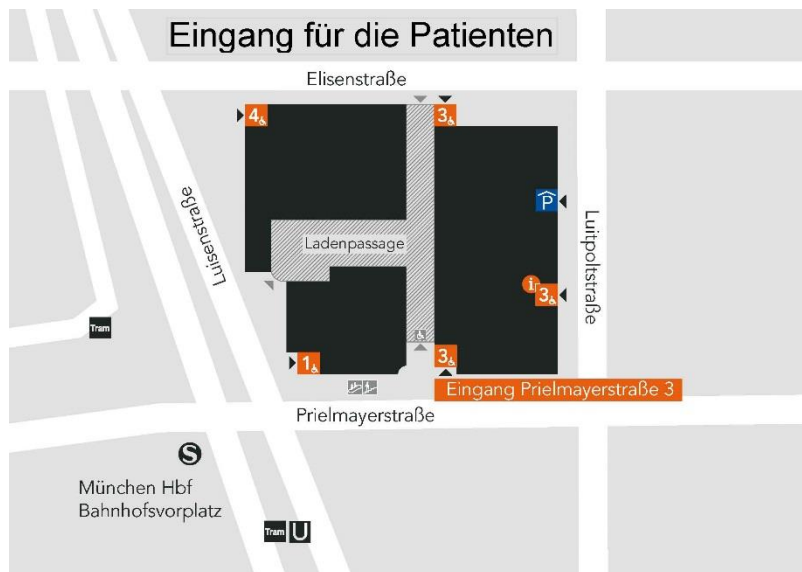 Eingang für die Patienten
Elisenstraße
4
3
P
Luisenstraße
Ladenpassage
Luitpoltstraße
i
3
Tram
1
3
Eingang Prielmayerstraße 3
Prielmayerstraße
S
München Hbf
Bahnhofsvorplatz
Tram U